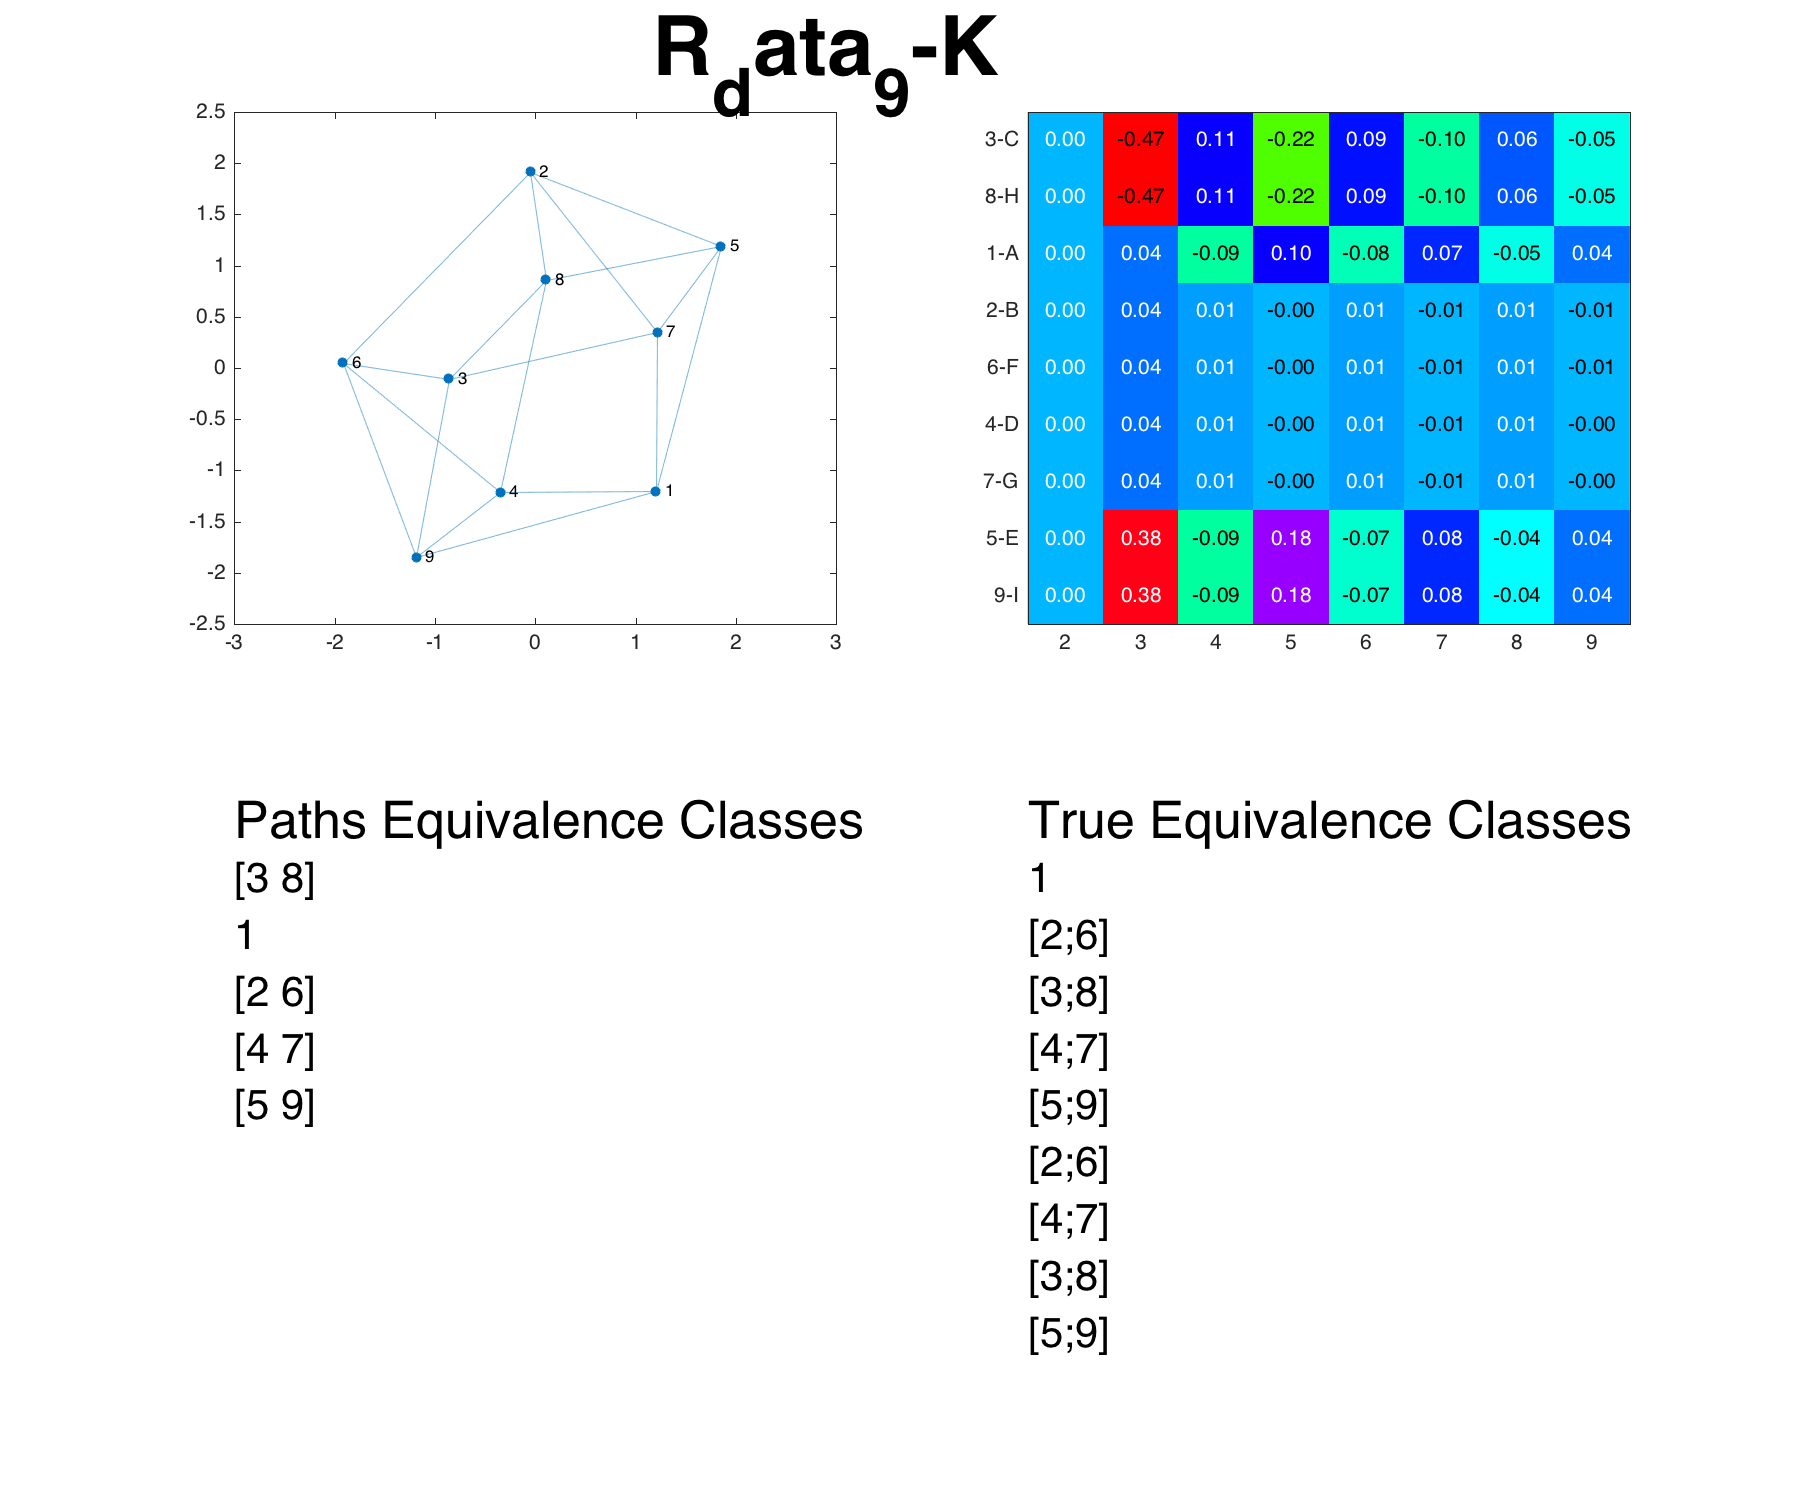 Rdata9-K
2.5
2
1.5
1
0.5
0
-0.5
-1
-1.5
-2
-2.5
-3 -2 -1 0 1 2 3
2
5
8
7
6
3
4
1
9
3-C 0.00 -0.47 0.11 -0.22 0.09 -0.10 0.06 -0.05
8-H 0.00 -0.47 0.11 -0.22 0.09 -0.10 0.06 -0.05
1-A 0.00 0.04 -0.09 0.10 -0.08 0.07 -0.05 0.04
2-B 0.00 0.04 0.01 -0.00 0.01 -0.01 0.01 -0.01
6-F 0.00 0.04 0.01 -0.00 0.01 -0.01 0.01 -0.01
4-D 0.00 0.04 0.01 -0.00 0.01 -0.01 0.01 -0.00
7-G 0.00 0.04 0.01 -0.00 0.01 -0.01 0.01 -0.00
5-E 0.00 0.38 -0.09 0.18 -0.07 0.08 -0.04 0.04
9-I 0.00 0.38 -0.09 0.18 -0.07 0.08 -0.04 0.04
2 3 4 5 6 7 8 9
Paths Equivalence Classes
[3 8]
1
[2 6]
[4 7]
[5 9]
True Equivalence Classes
1
[2;6]
[3;8]
[4;7]
[5;9]
[2;6]
[4;7]
[3;8]
[5;9]